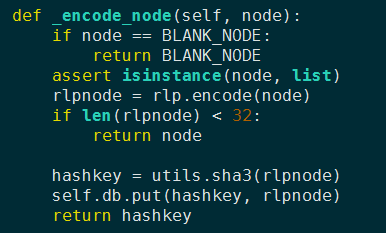 def _encode_node(self, node):
    if node == BLANK_NODE:
        return BLANK_NODE
    assert isinstance(node, list)
    rlpnode = rlp.encode(node)
    if len(rlpnode) < 32:
        return node

    hashkey = utils.sha3(rlpnode)
    self.db.put(hashkey, rlpnode)
    return hashkey